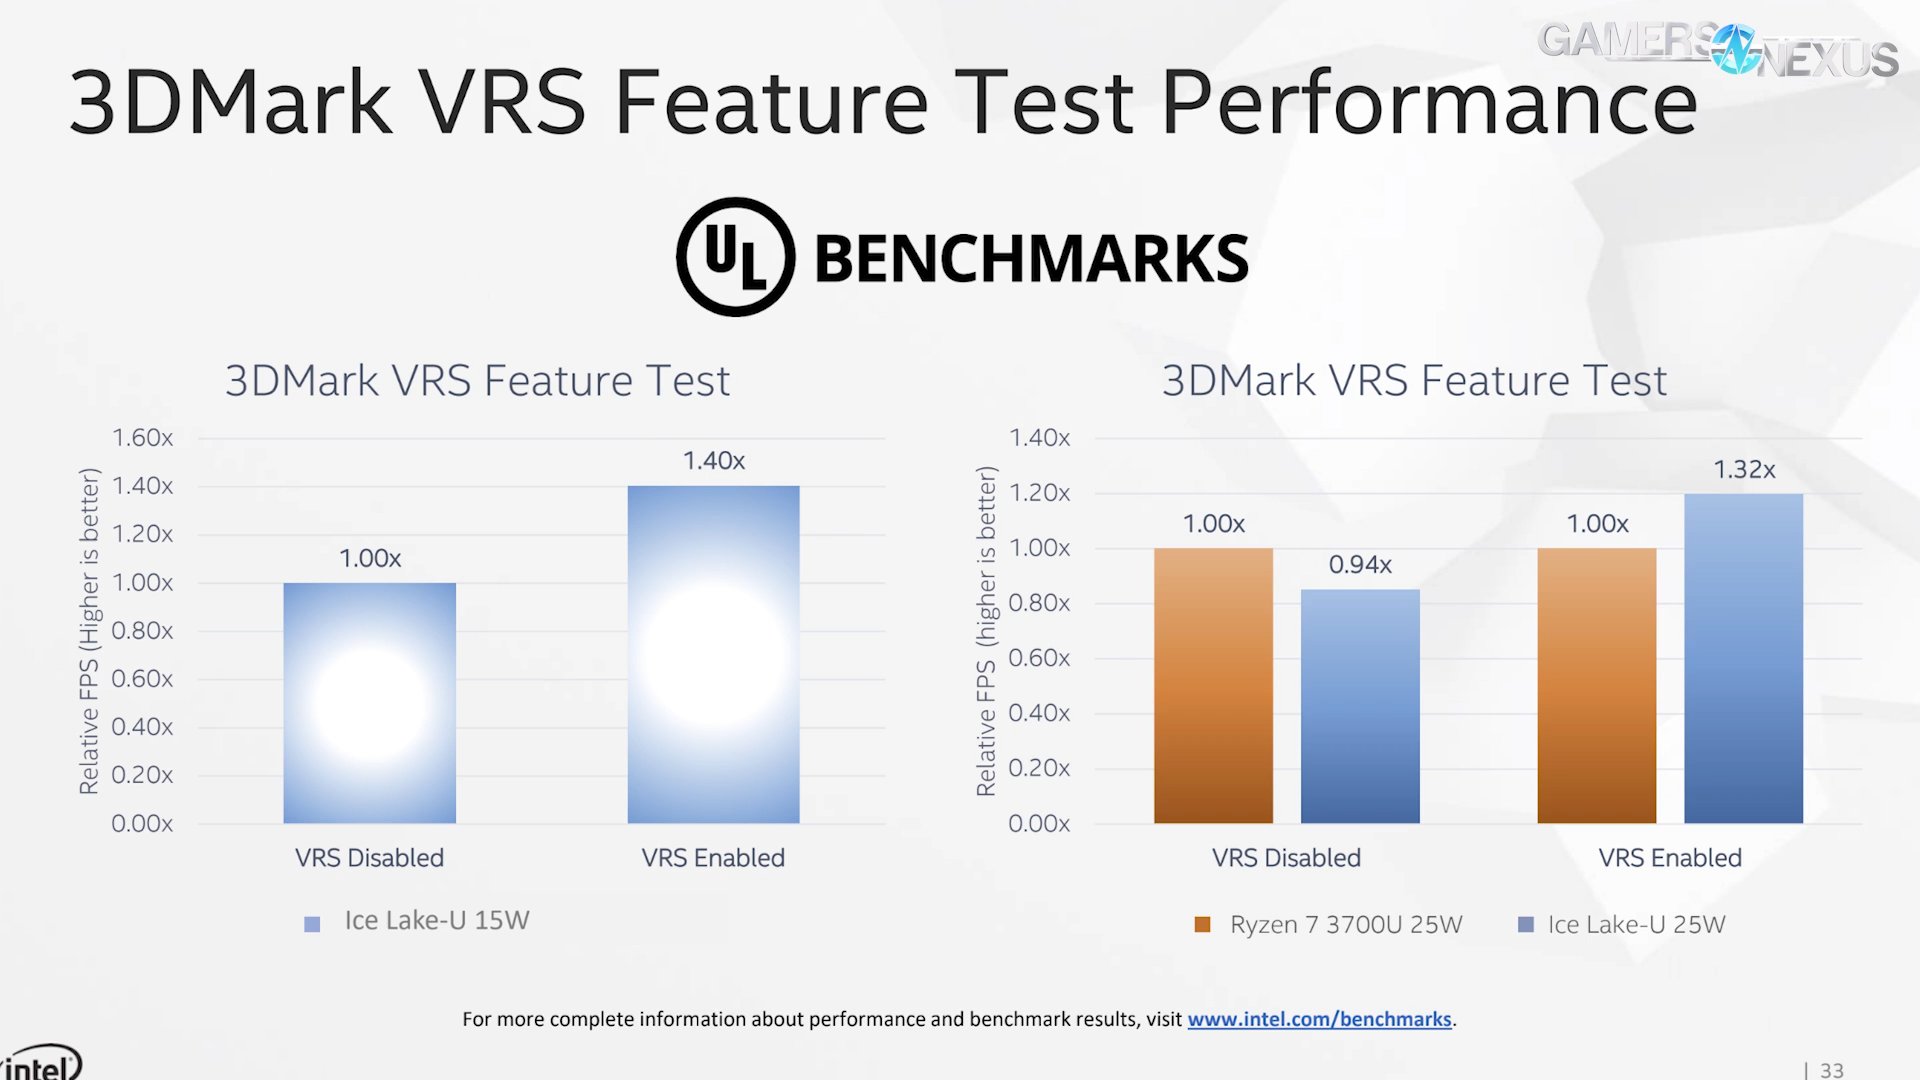 GAMERS NEXUS
3DMark VRS Feature Test Performance
UL BENCHMARKS
3DMark VRS Feature Test
Relative FPS (Higher is better)
1.60x
1.40x
1.20x
1.00x
0.80x
0.60x
0.40x
0.20x
0.00x
1.00x
1.40x
VRS Disabled
VRS Enabled
Ice Lake-U 15W
3DMark VRS Feature Test
Relative FPS (higher is better)
1.40x
1.20x
1.00x
0.80x
0.60x
0.40x
0.20x
0.00x
1.00x
0.94x
1.00x
1.32x
VRS Disabled
VRS Enabled
Ryzen 7 3700U 25W
Ice Lake-U 25W
For more complete information about performance and benchmark results, visit www.intel.com/benchmarks.
intel
| 33